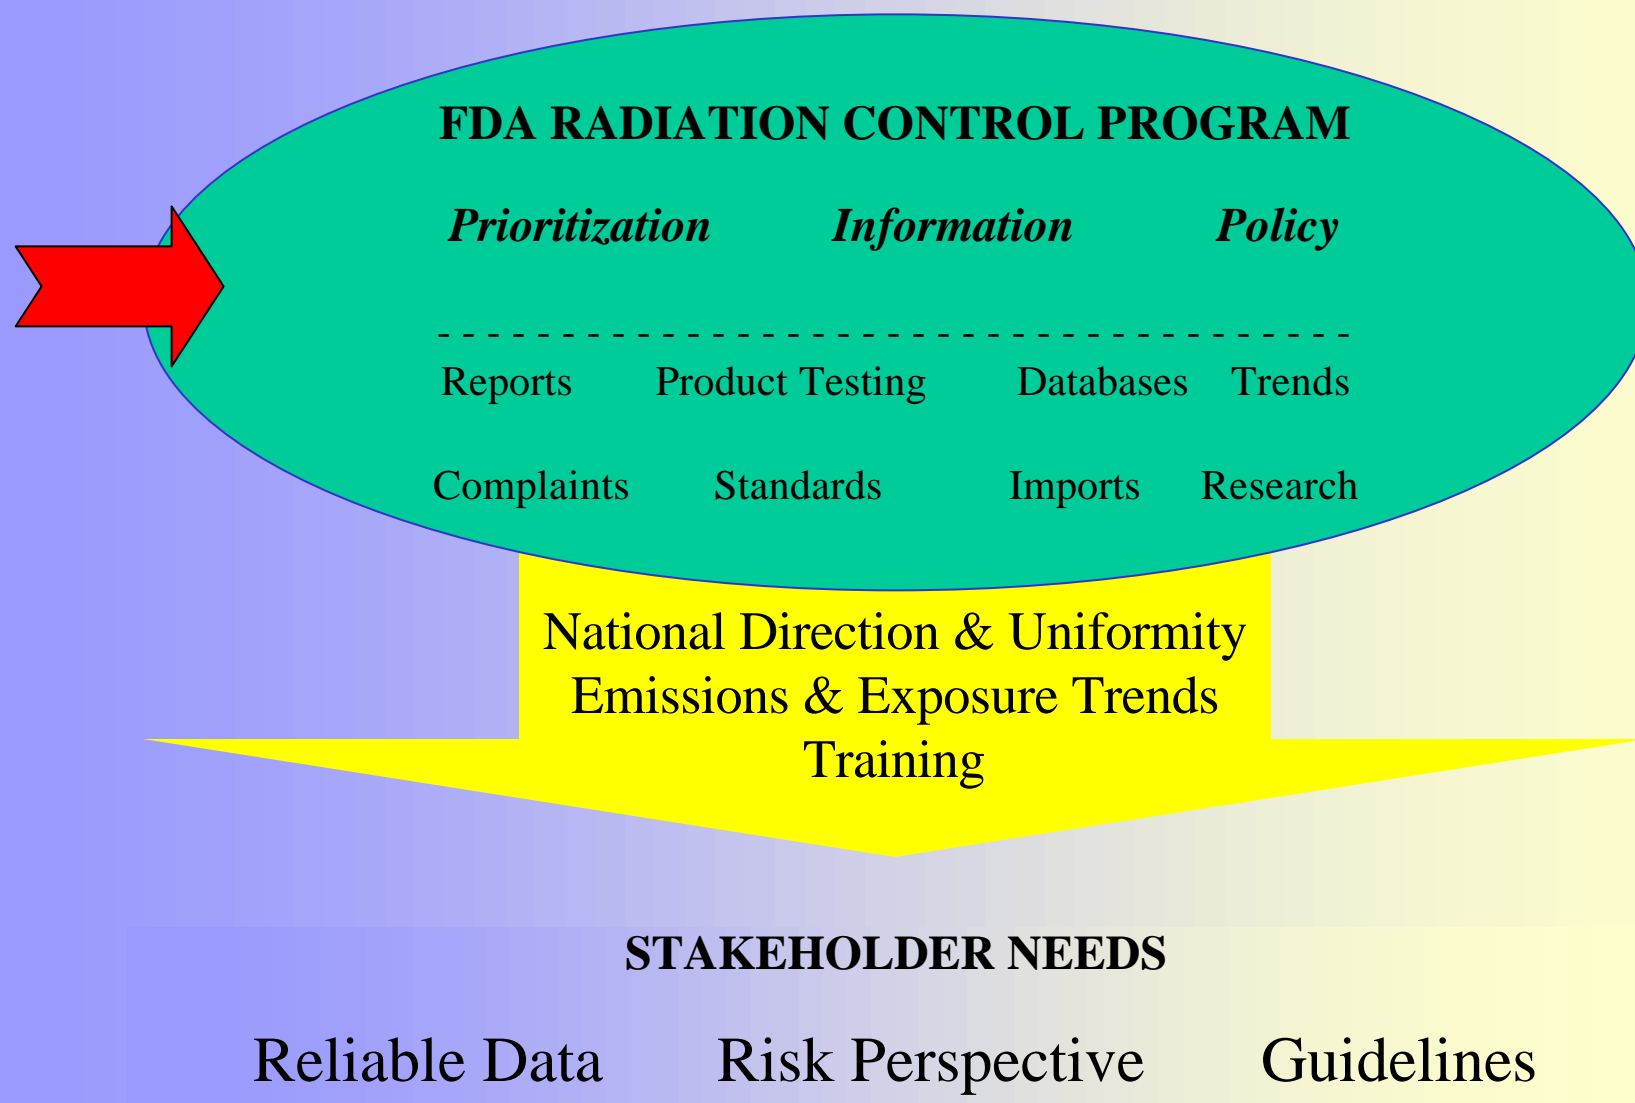 FDA RADIATION CONTROL PROGRAM
Prioritization Information Policy
- - - - - - - - - - - - - - - - - - - - - - - - - - - - - - - - - - - - -
Reports Product Testing Databases Trends
Complaints Standards Imports Research
National Direction & Uniformity
Emissions & Exposure Trends
Training
STAKEHOLDER NEEDS
Reliable Data Risk Perspective Guidelines